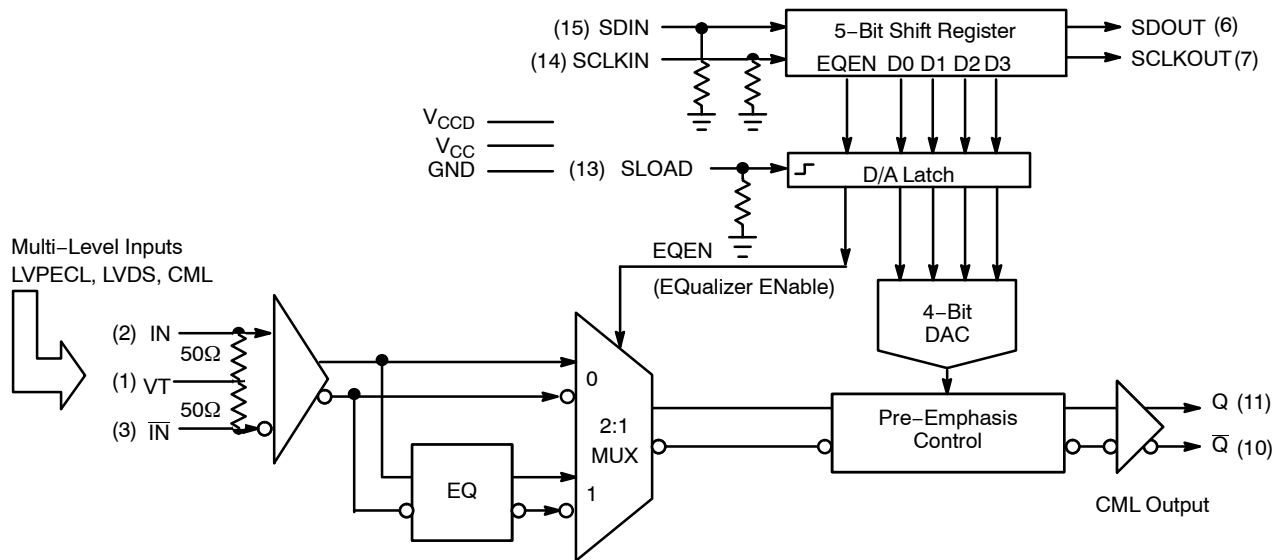 (15) SDIN
(14) SCLKIN
5−Bit Shift Register
EQEN D0 D1 D2 D3
SDOUT (6)
SCLKOUT (7)
VCCD
VCC
GND
(13) SLOAD
D/A Latch
Multi−Level Inputs
LVPECL, LVDS, CML
EQEN
(EQualizer ENable)
4−Bit
DAC
(2) IN
50Ω
(1) VT
50Ω
(3) I̅N̅
0
2:1
MUX
1
EQ
Pre−Emphasis
Control
Q (11)
Q̅ (10)
CML Output